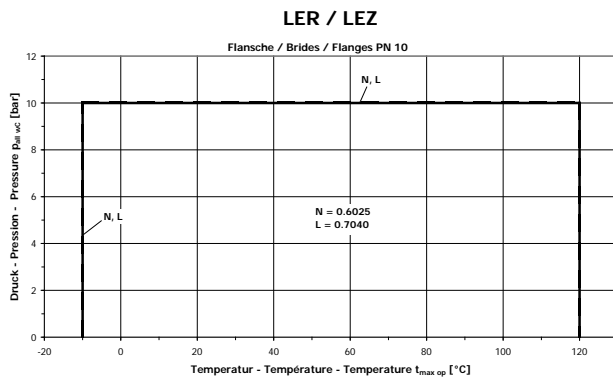 LER / LEZ
Flansche / Brides / Flanges PN 10
12
10
8
6
4
2
0
Druck - Pression - Pressure pall wC [bar]
N, L
N, L
N = 0.6025
L = 0.7040
-20
0
20
40
60
80
100
120
Temperatur - Température - Temperature tmax op [°C]